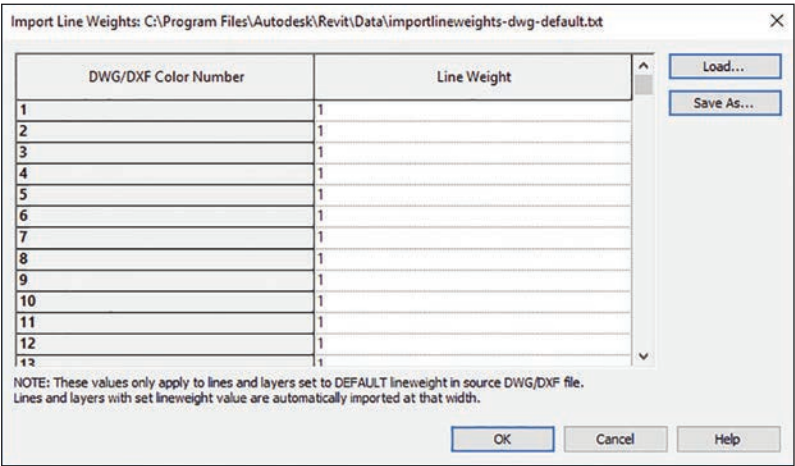 Import Line Weights: C:\Program Files\Autodesk\Revit\Data\importlineweights-dwg-default.txt
DWG/DXF Color Number Line Weight
Load...
Save As...
1 1
2 1
3 1
4 1
5 1
6 1
7 1
8 1
9 1
10 1
11 1
12 1
13 1
NOTE: These values only apply to lines and layers set to DEFAULT lineweight in source DWG/DXF file.
Lines and layers with set lineweight value are automatically imported at that width.
OK Cancel Help